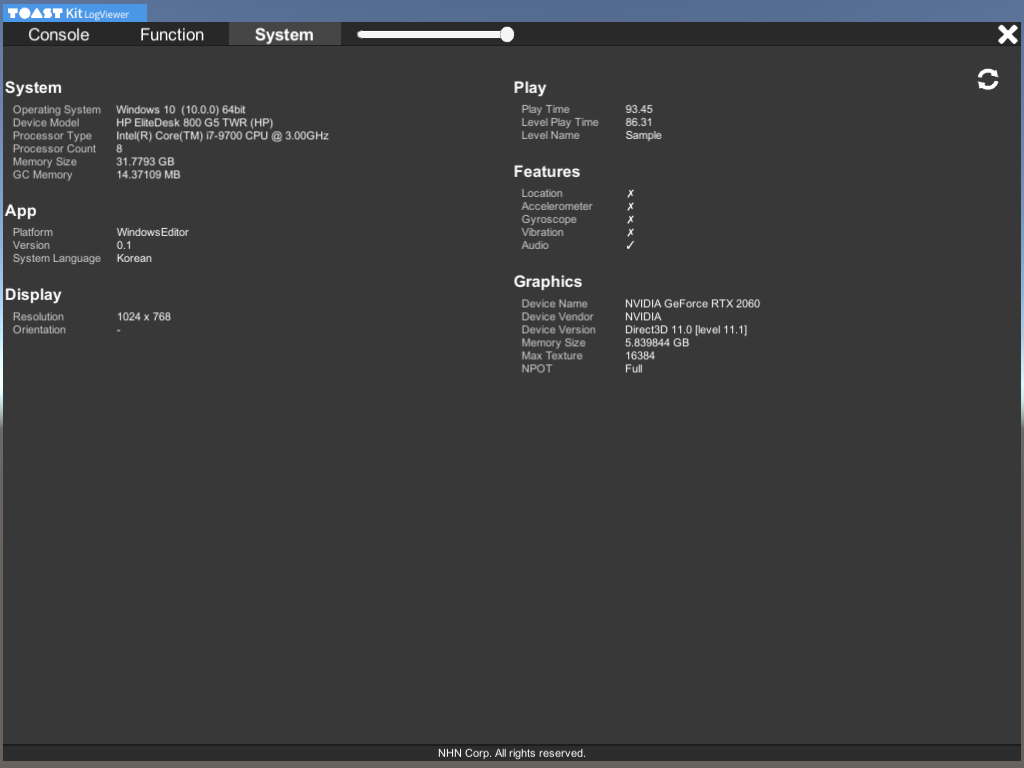 TOAST Kit LogViewer
Console Function System
System
Operating System Windows 10 (10.0.0) 64bit
Device Model HP EliteDesk 800 G5 TWR (HP)
Processor Type Intel(R) Core(TM) i7-9700 CPU @ 3.00GHz
Processor Count 8
Memory Size 31.7793 GB
GC Memory 14.37109 MB
App
Platform WindowsEditor
Version 0.1
System Language Korean
Display
Resolution 1024 x 768
Orientation -
Play
Play Time 93.45
Level Play Time 86.31
Level Name Sample
Features
Location ✗
Accelerometer ✗
Gyroscope ✗
Vibration ✗
Audio ✓
Graphics
Device Name NVIDIA GeForce RTX 2060
Device Vendor NVIDIA
Device Version Direct3D 11.0 [level 11.1]
Memory Size 5.839844 GB
Max Texture 16384
NPOT Full
NHN Corp. All rights reserved.